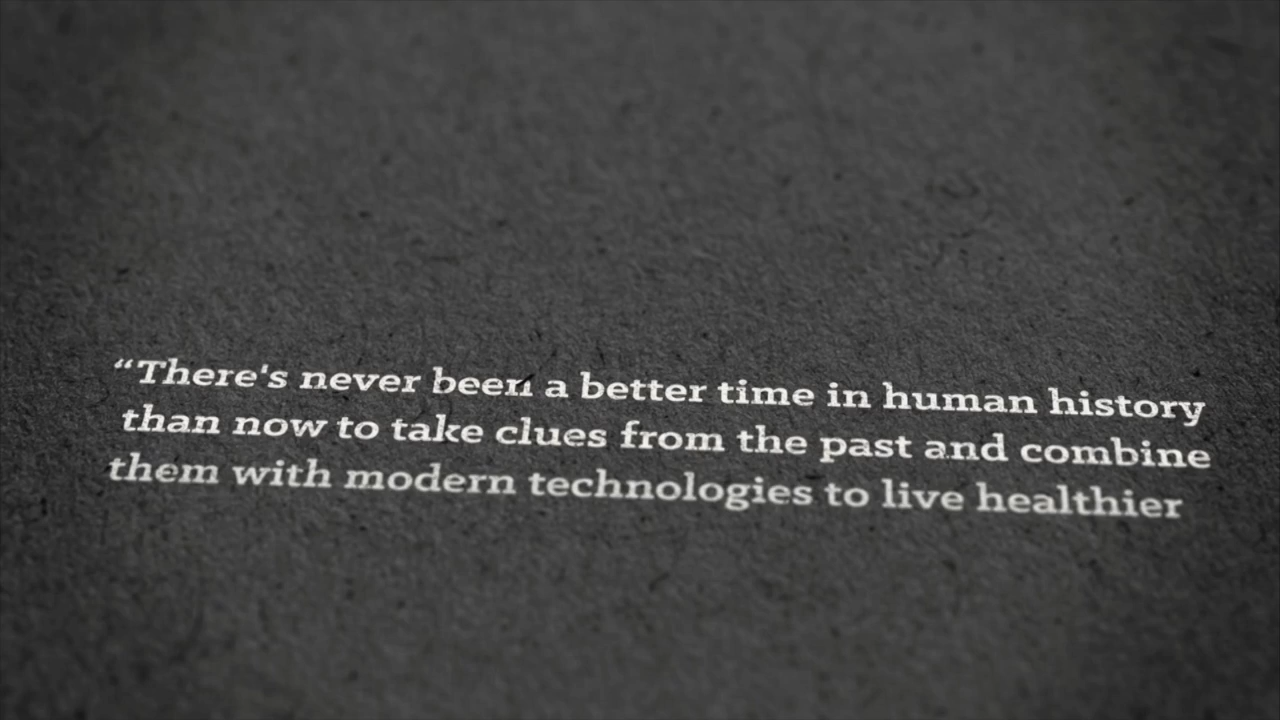 “There's never been a better time in human history
than now to take clues from the past and combine
them with modern technologies to live healthier